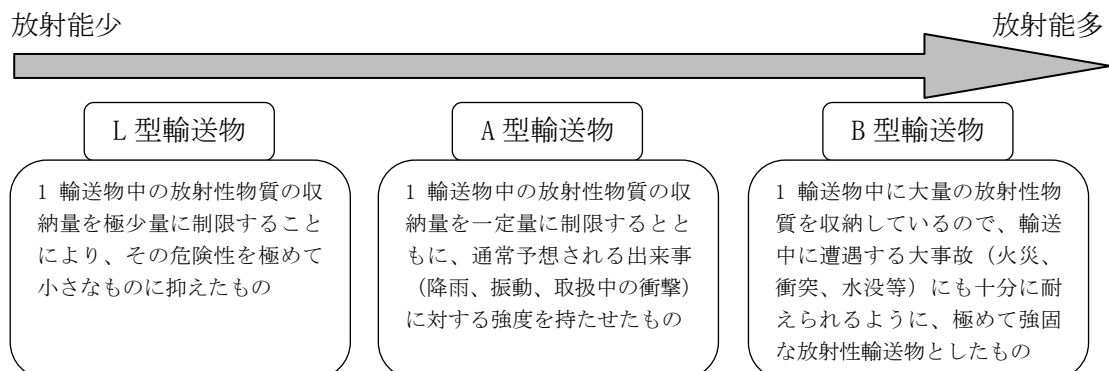 放射能少
放射能多
L 型輸送物
1 輸送物中の放射性物質の収
納量を極少量に制限すること
により、その危険性を極めて
小さなものに抑えたもの
A 型輸送物
1 輸送物中の放射性物質の収
納量を一定量に制限するとと
もに、通常予想される出来事
（降雨、振動、取扱中の衝撃）
に対する強度を持たせたもの
B 型輸送物
1 輸送物中に大量の放射性物
質を収納しているので、輸送
中に遭遇する大事故（火災、
衝突、水没等）にも十分に耐
えられるように、極めて強固
な放射性輸送物としたもの